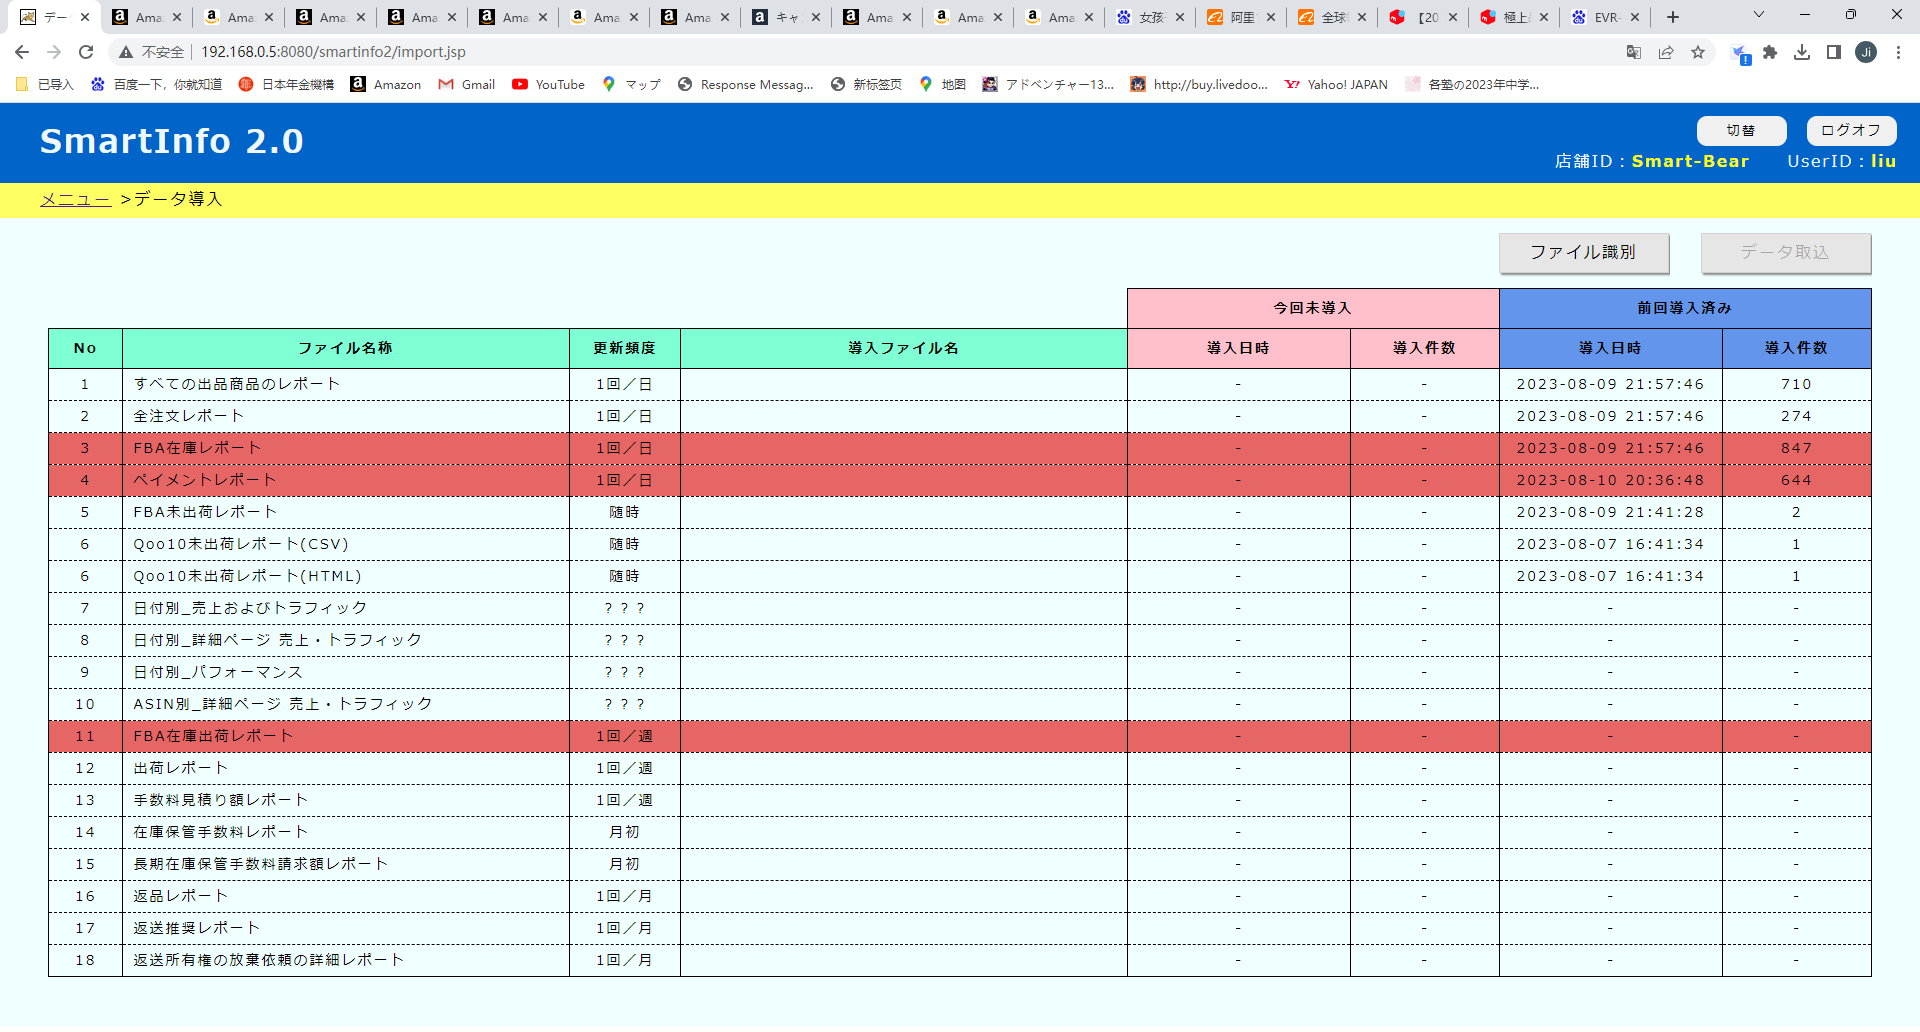 デー Ama Ama Ama Ama Ama Ama Ama キャ Ama Ama Ama 女孩 阿里 全球 【20 極上 EVR-
不安全 192.168.0.5:8080/smartinfo2/import.jsp Ji
已导入 百度一下，你就知道 日本年金機構 Amazon Gmail YouTube マップ Response Messag... 新标签页 地图 アドベンチャー13... http://buy.livedoo... Yahoo! JAPAN 各塾の2023年中学...
SmartInfo 2.0
切替 ログオフ
店舗ID：Smart-Bear UserID：liu
メニュー >データ導入
ファイル識別 データ取込
今回未導入 前回導入済み
No ファイル名称 更新頻度 導入ファイル名 導入日時 導入件数 導入日時 導入件数
1 すべての出品商品のレポート 1回／日 - - 2023-08-09 21:57:46 710
2 全注文レポート 1回／日 - - 2023-08-09 21:57:46 274
3 FBA在庫レポート 1回／日 - - 2023-08-09 21:57:46 847
4 ペイメントレポート 1回／日 - - 2023-08-10 20:36:48 644
5 FBA未出荷レポート 随時 - - 2023-08-09 21:41:28 2
6 Qoo10未出荷レポート(CSV) 随時 - - 2023-08-07 16:41:34 1
6 Qoo10未出荷レポート(HTML) 随時 - - 2023-08-07 16:41:34 1
7 日付別_売上およびトラフィック ？？？ - - - -
8 日付別_詳細ページ 売上・トラフィック ？？？ - - - -
9 日付別_パフォーマンス ？？？ - - - -
10 ASIN別_詳細ページ 売上・トラフィック ？？？ - - - -
11 FBA在庫出荷レポート 1回／週 - - - -
12 出荷レポート 1回／週 - - - -
13 手数料見積り額レポート 1回／週 - - - -
14 在庫保管手数料レポート 月初 - - - -
15 長期在庫保管手数料請求額レポート 月初 - - - -
16 返品レポート 1回／月 - - - -
17 返送推奨レポート 1回／月 - - - -
18 返送所有権の放棄依頼の詳細レポート 1回／月 - - - -